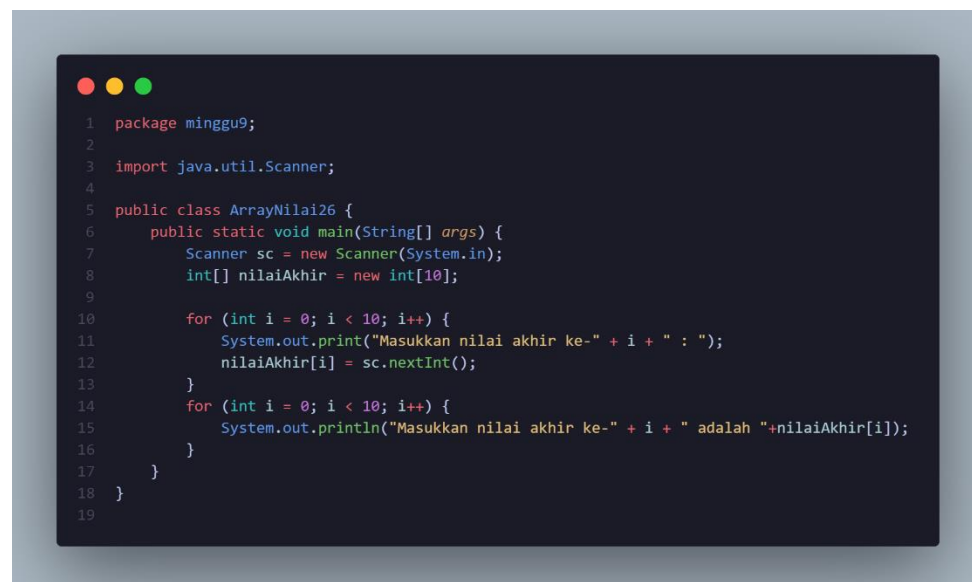 1 package minggu9;
2
3 import java.util.Scanner;
4
5 public class ArrayNilai26 {
6     public static void main(String[] args) {
7         Scanner sc = new Scanner(System.in);
8         int[] nilaiAkhir = new int[10];
9
10         for (int i = 0; i < 10; i++) {
11             System.out.print("Masukkan nilai akhir ke-" + i + " : ");
12             nilaiAkhir[i] = sc.nextInt();
13         }
14         for (int i = 0; i < 10; i++) {
15             System.out.println("Masukkan nilai akhir ke-" + i + " adalah "+nilaiAkhir[i]);
16         }
17     }
18 }
19